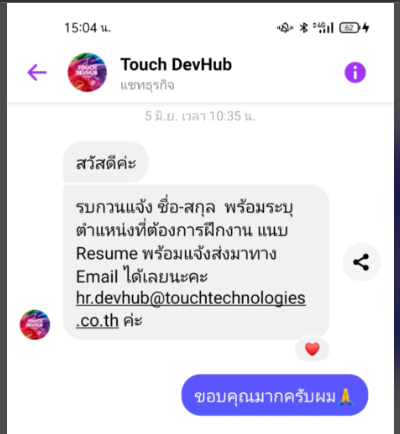 15:04 น.
4G
62
Touch DevHub
แชทธุรกิจ
5 มิ.ย. เวลา 10:35 น.
สวัสดีค่ะ
รบกวนแจ้ง ชื่อ-สกุล พร้อมระบุ
ตำแหน่งที่ต้องการฝึกงาน แนบ
Resume พร้อมแจ้งส่งมาทาง
Email ได้เลยนะคะ
hr.devhub@touchtechnologies
.co.th ค่ะ
ขอบคุณมากครับผม🙏